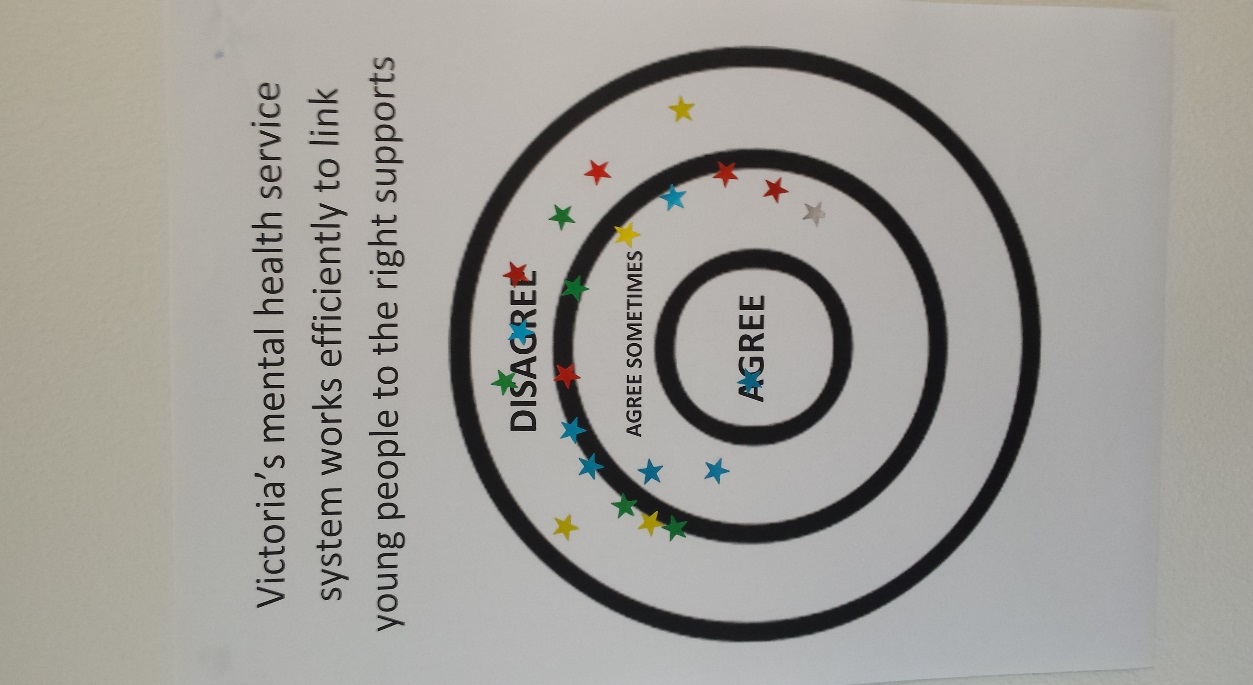 Victoria's mental health service
system works efficiently to link
young people to the right supports
DISAGREE
AGREE SOMETIMES
AGREE